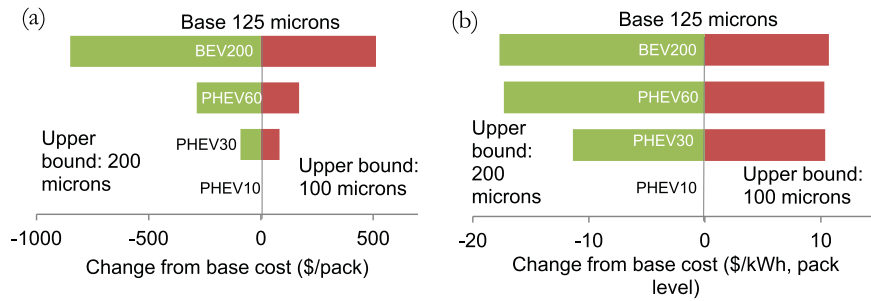 (a)
Base 125 microns
BEV200
PHEV60
PHEV30
PHEV10
Upper bound: 200
microns
Upper bound:
100 microns
-1000
-500
0
500
Change from base cost ($/pack)
(b)
Base 125 microns
BEV200
PHEV60
PHEV30
PHEV10
Upper
bound:
200
microns
Upper bound:
100 microns
-20
-10
0
10
Change from base cost ($/kWh, pack
level)